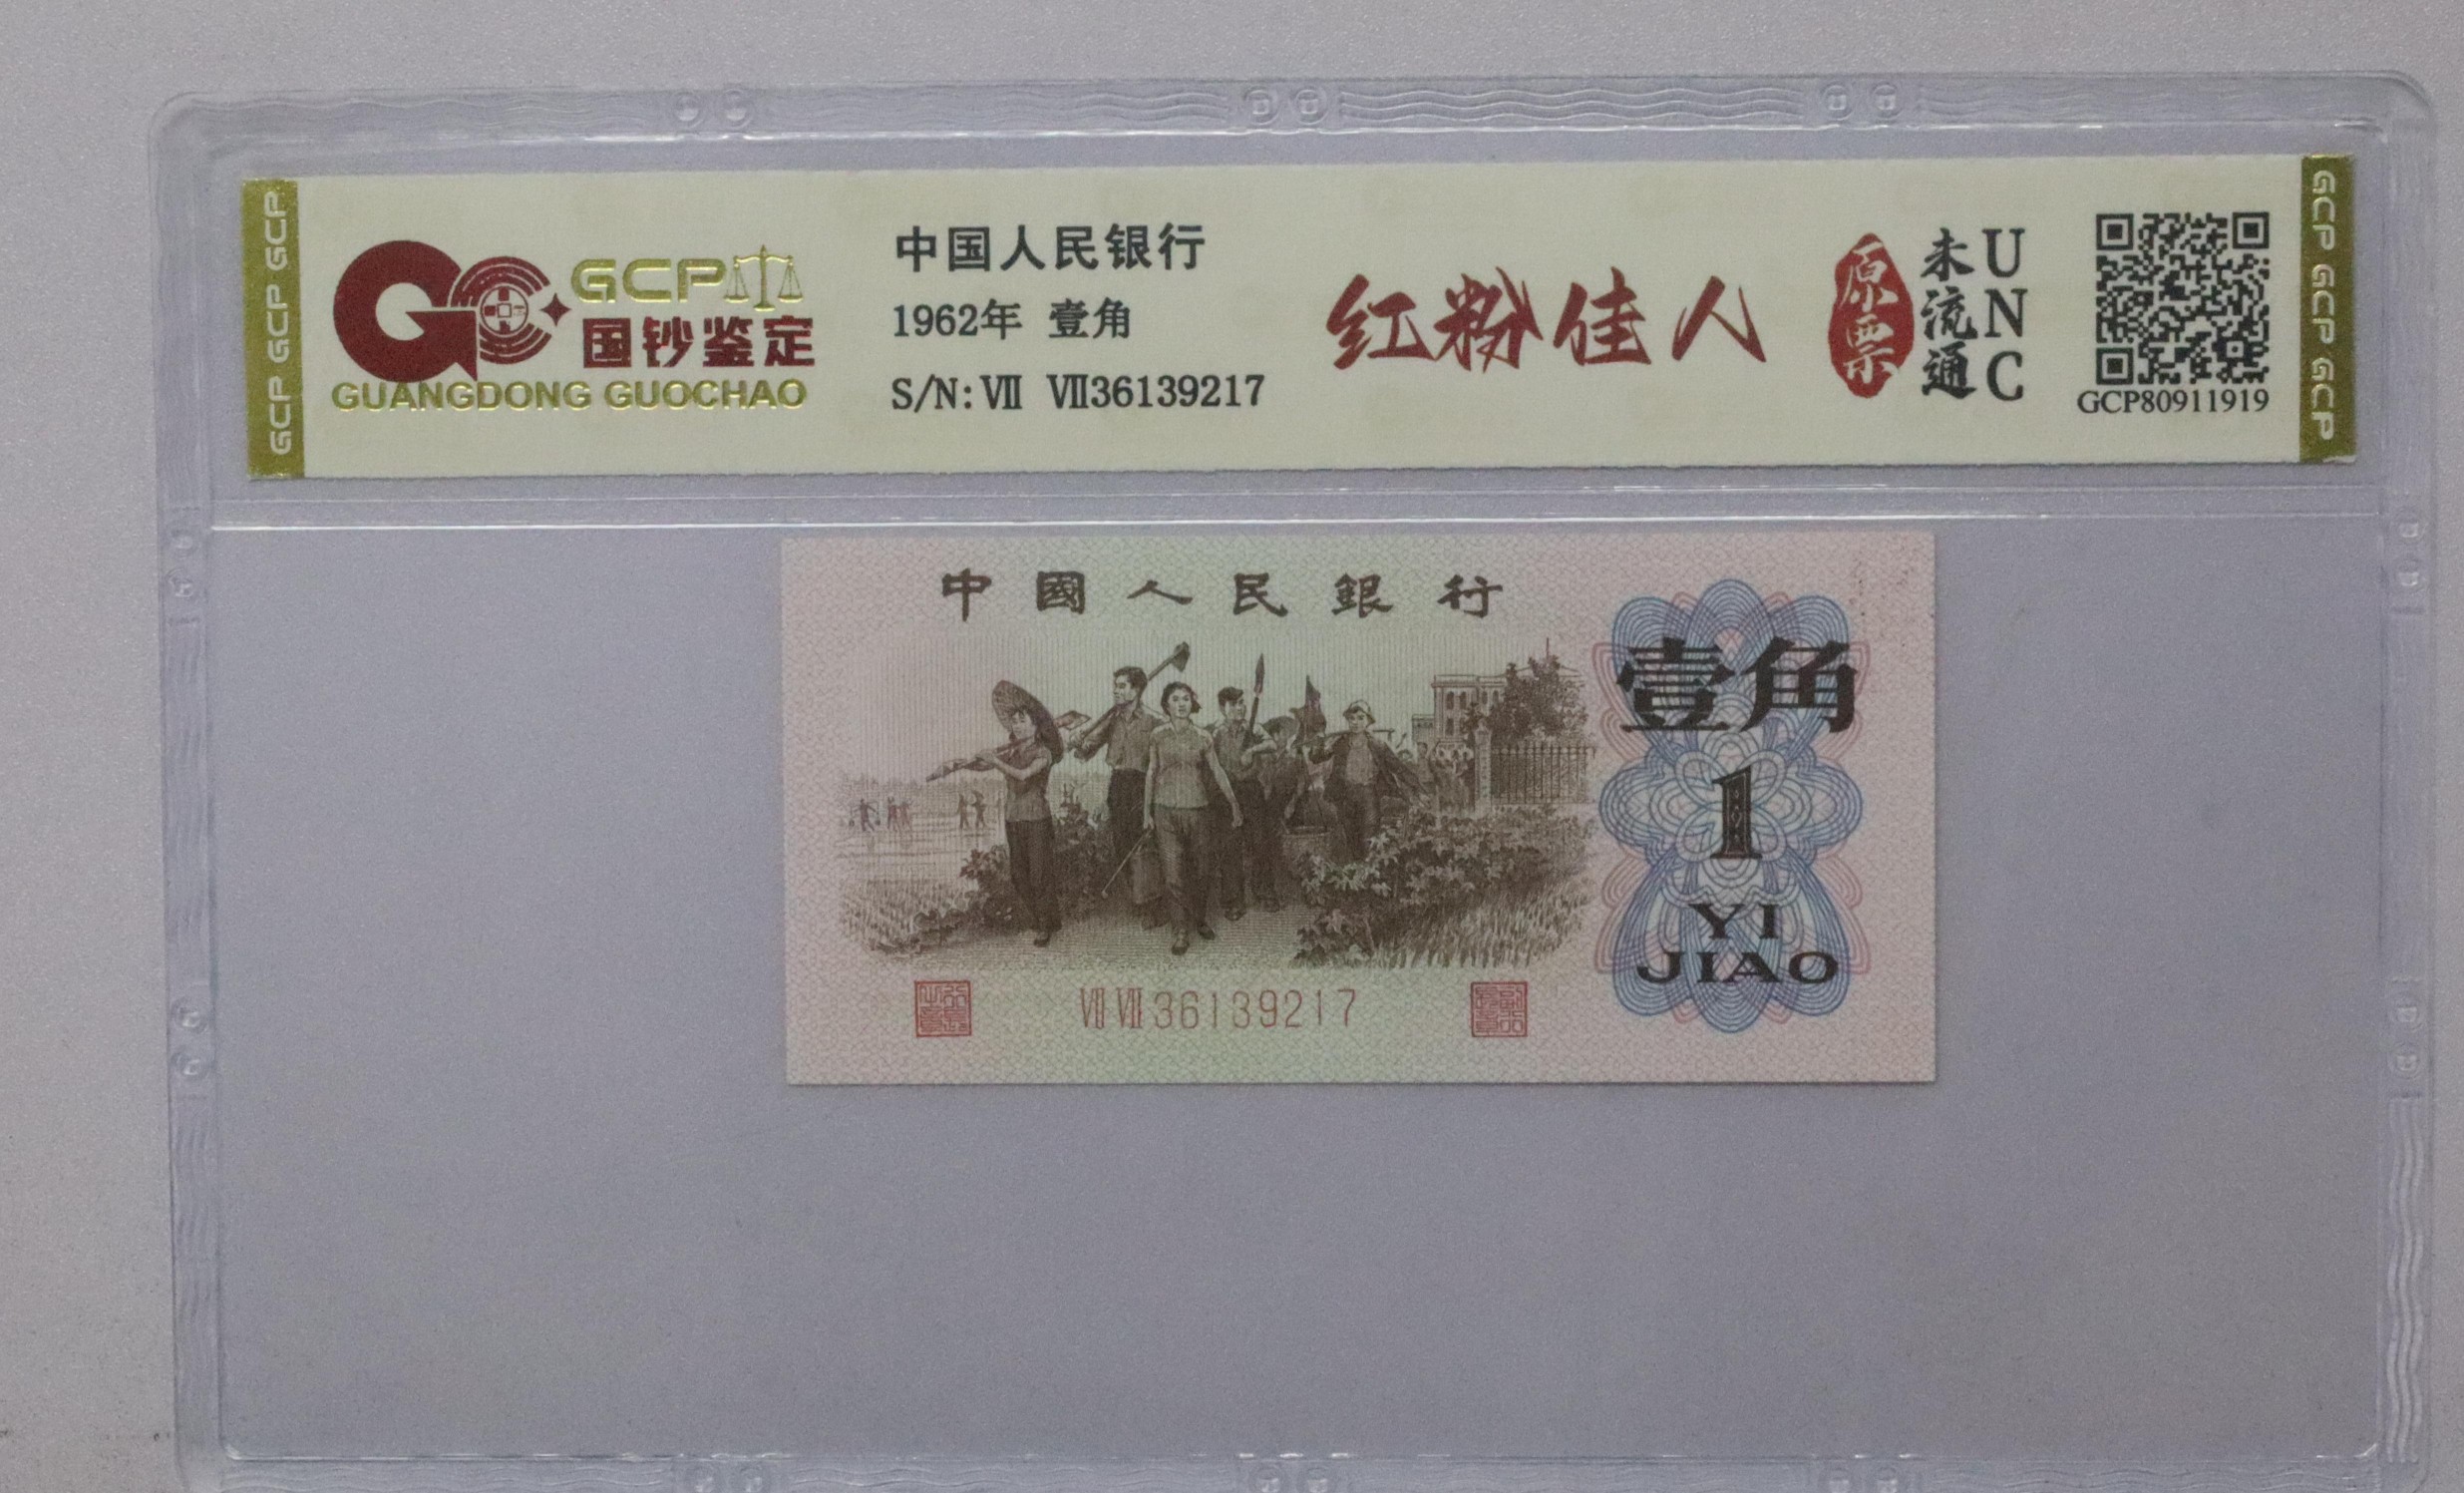 GCP GCP GCP
GCP
国钞鉴定
GUANGDONG GUOCHAO
中国人民银行
1962年 壹角
S/N: Ⅶ Ⅶ36139217
红粉佳人
原票
未流通
UNC
GCP80911919
GCP GCP GCP
中國人民銀行
壹角
1
YI
JIAO
ⅦⅦ36139217